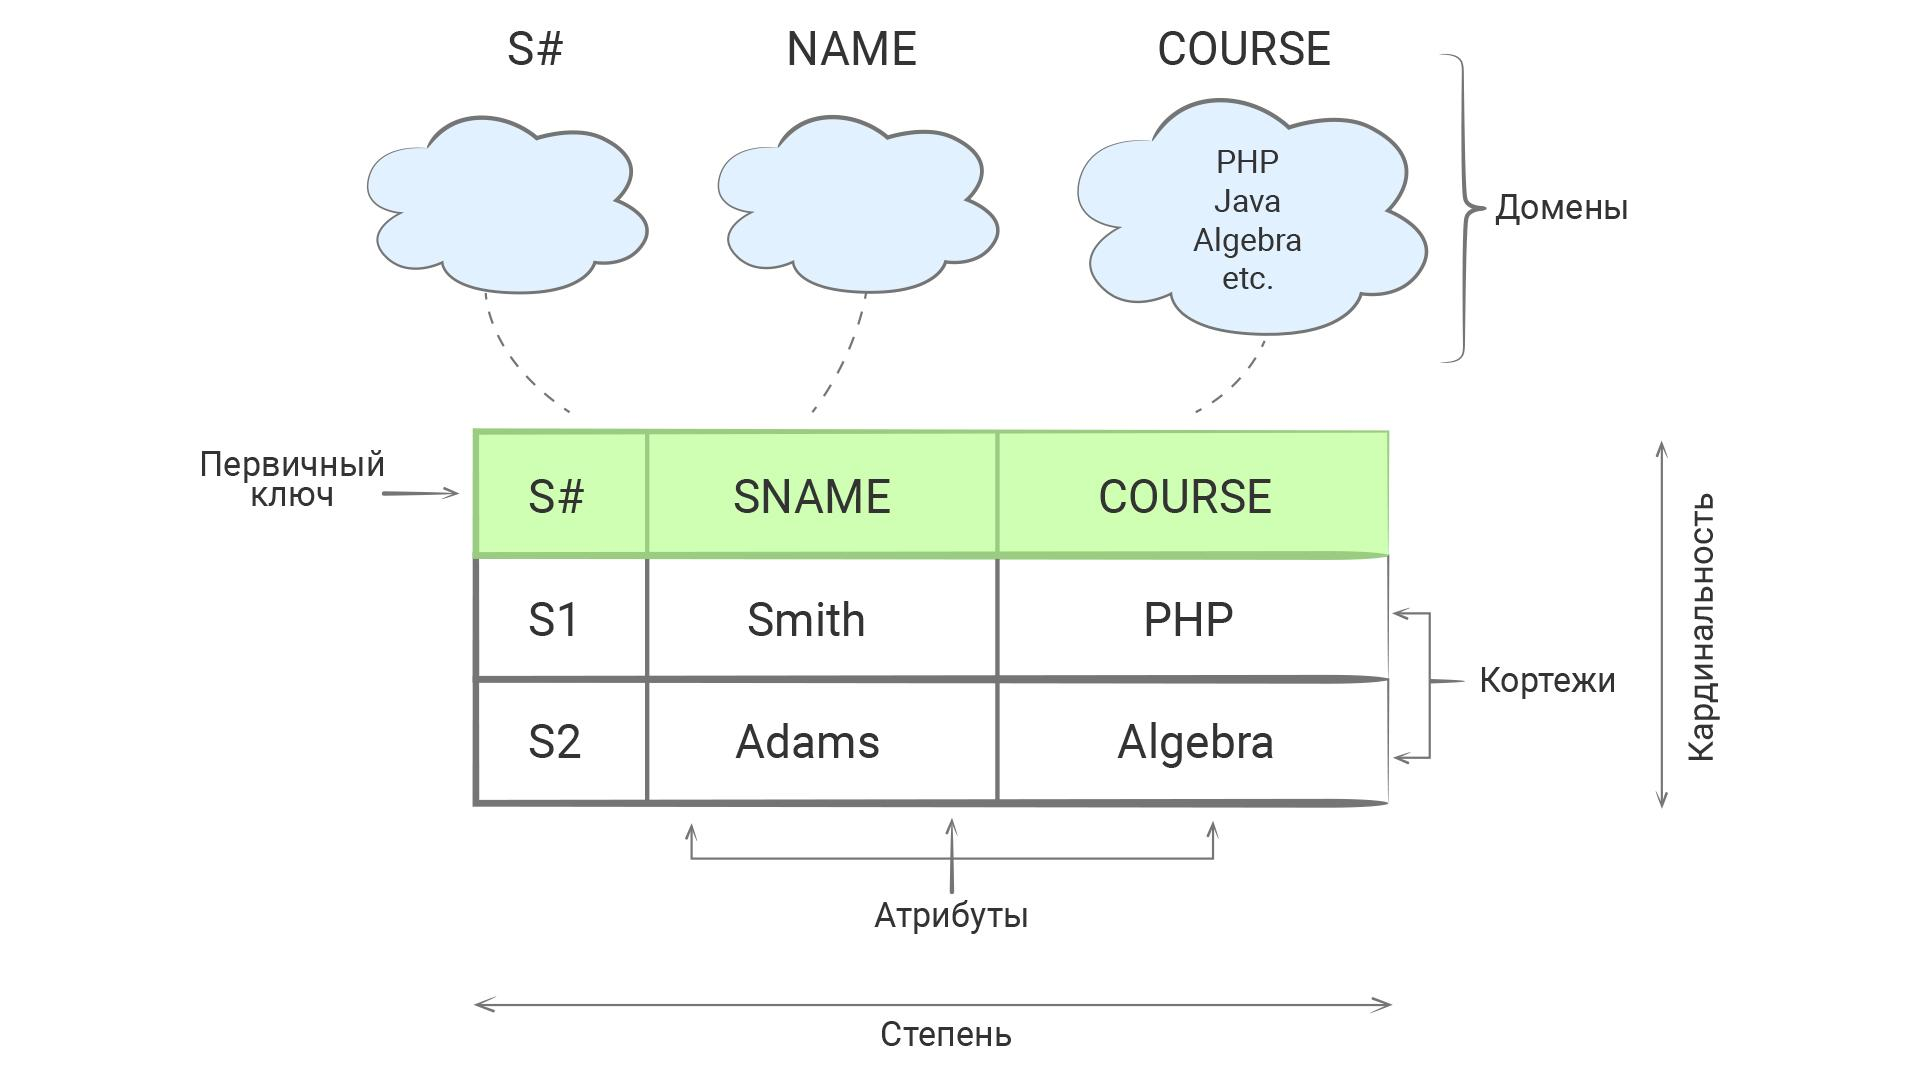 S# NAME COURSE
PHP
Java
Algebra
etc.
Домены
Первичный
ключ
S# SNAME COURSE
S1 Smith PHP
S2 Adams Algebra
Кортежи
Кардинальность
Атрибуты
Степень